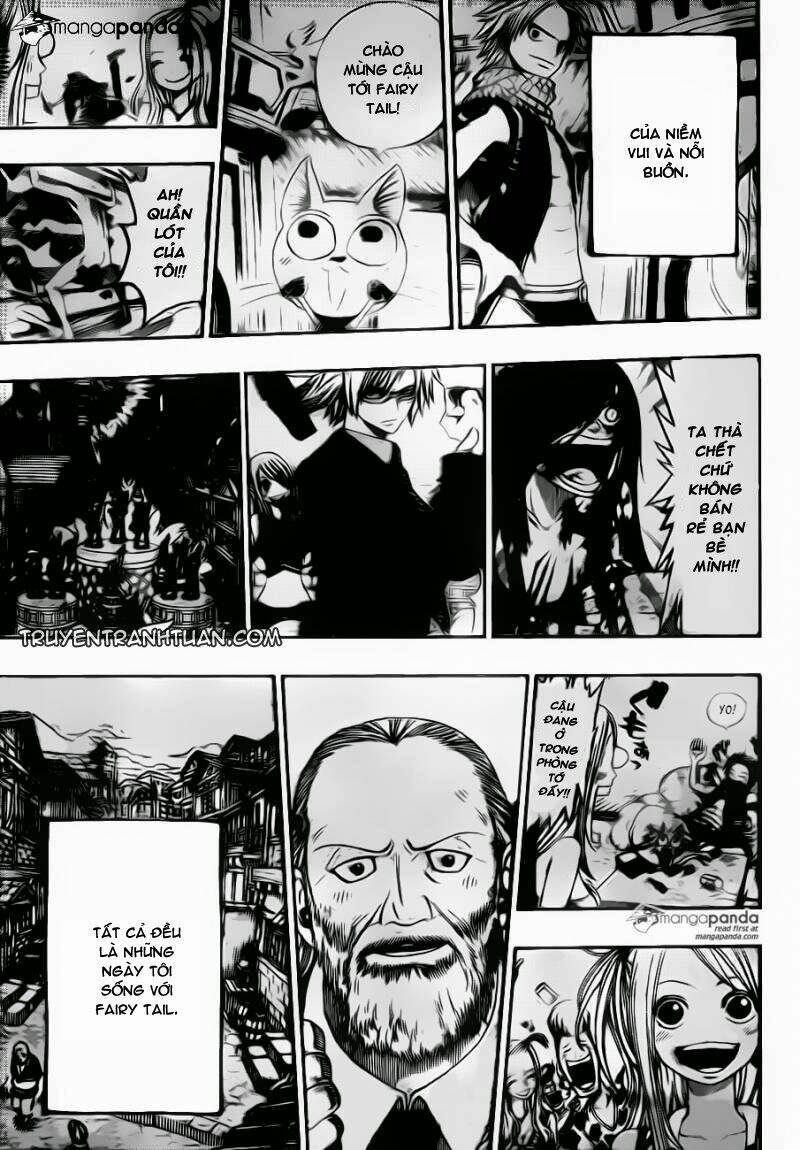 mangapanda
CỦA NIỀM
VUI VÀ NỖI
BUỒN.
CHÀO
MỪNG CẬU
TỚI FAIRY
TAIL!
AH!
QUẦN
LÓT
CỦA
TÔI!!
TA THÀ
CHẾT
CHỨ
KHÔNG
BÁN
RẺ BẠN
BÈ
MÌNH!!
TRUYENTRANHTUAN.COM
YO!
CẬU
ĐANG
Ở
TRONG
PHÒNG
TỚ
ĐẤY!!
mangapanda
read first at
mangapanda.com
TẤT CẢ ĐỀU
LÀ NHỮNG
NGÀY TÔI
SỐNG VỚI
FAIRY TAIL.